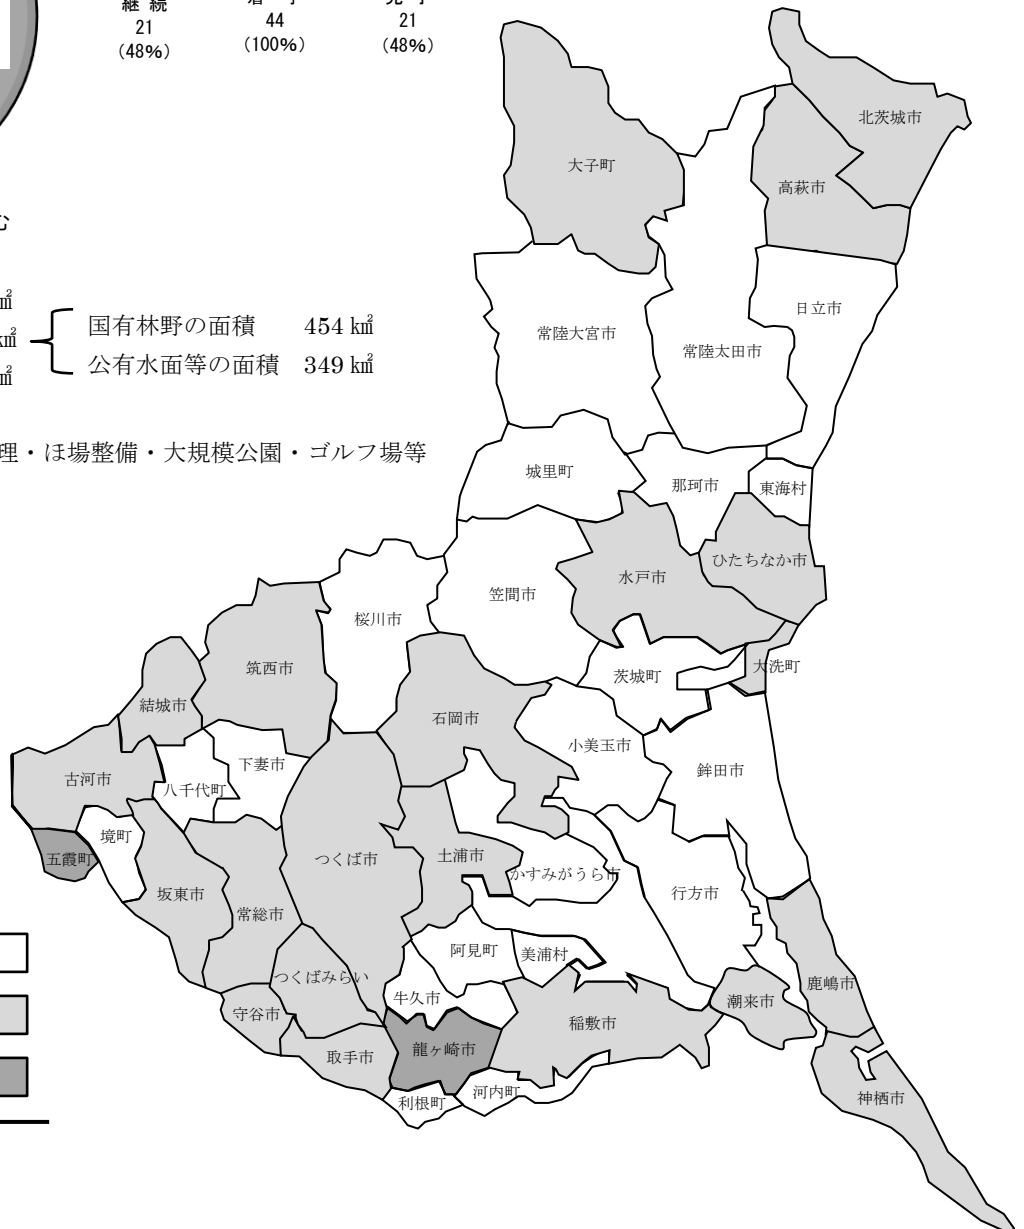 継 続
21
(48%)
44
(100%)
21
(48%)
む
㎢
㎢
㎢
国有林野の面積 454 ㎢
公有水面等の面積 349 ㎢
理・ほ場整備・大規模公園・ゴルフ場等
北茨城市
大子町
高萩市
日立市
常陸大宮市
常陸太田市
城里町
那珂市
東海村
ひたちなか市
水戸市
笠間市
桜川市
筑西市
茨城町
大洗町
結城市
石岡市
小美玉市
下妻市
鉾田市
古河市
八千代町
境町
五霞町
つくば市
土浦市
かすみがうら市
坂東市
行方市
常総市
阿見町
美浦村
つくばみらい
鹿嶋市
牛久市
潮来市
守谷市
稲敷市
龍ヶ崎市
取手市
河内町
利根町
神栖市